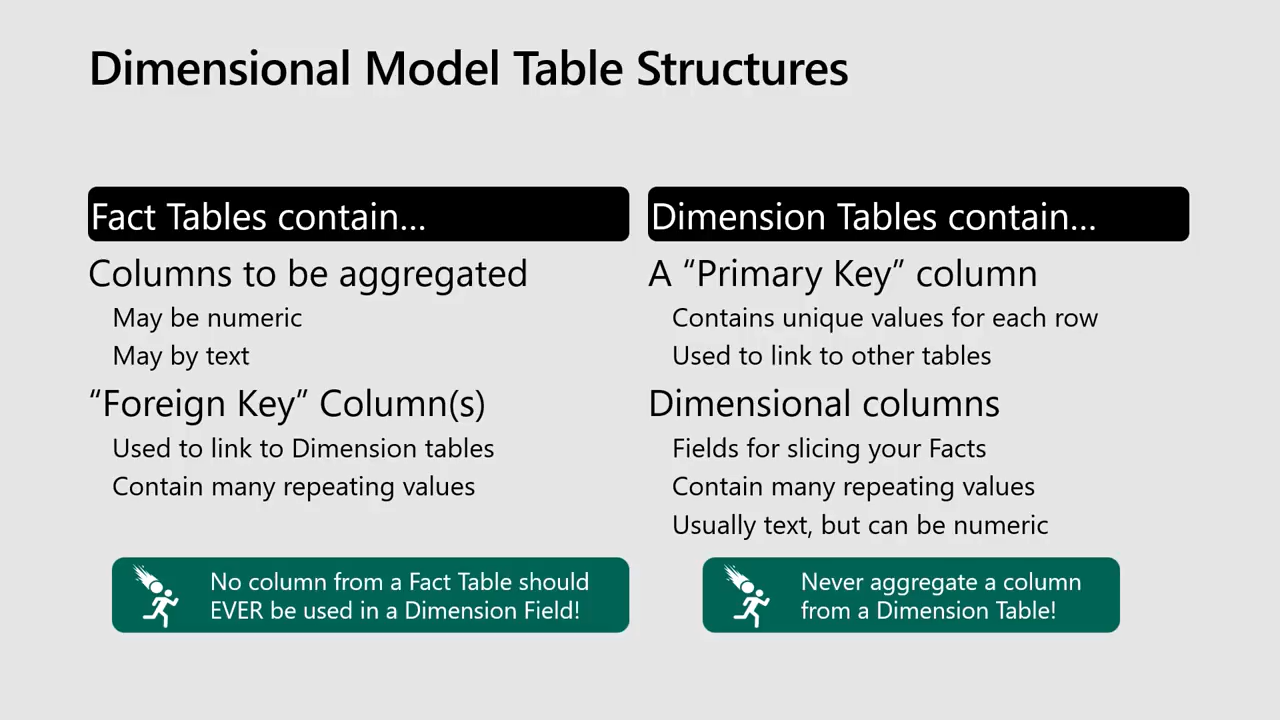 Dimensional Model Table Structures
Fact Tables contain…
Columns to be aggregated
May be numeric
May by text
“Foreign Key” Column(s)
Used to link to Dimension tables
Contain many repeating values
No column from a Fact Table should
EVER be used in a Dimension Field!
Dimension Tables contain…
A “Primary Key” column
Contains unique values for each row
Used to link to other tables
Dimensional columns
Fields for slicing your Facts
Contain many repeating values
Usually text, but can be numeric
Never aggregate a column
from a Dimension Table!